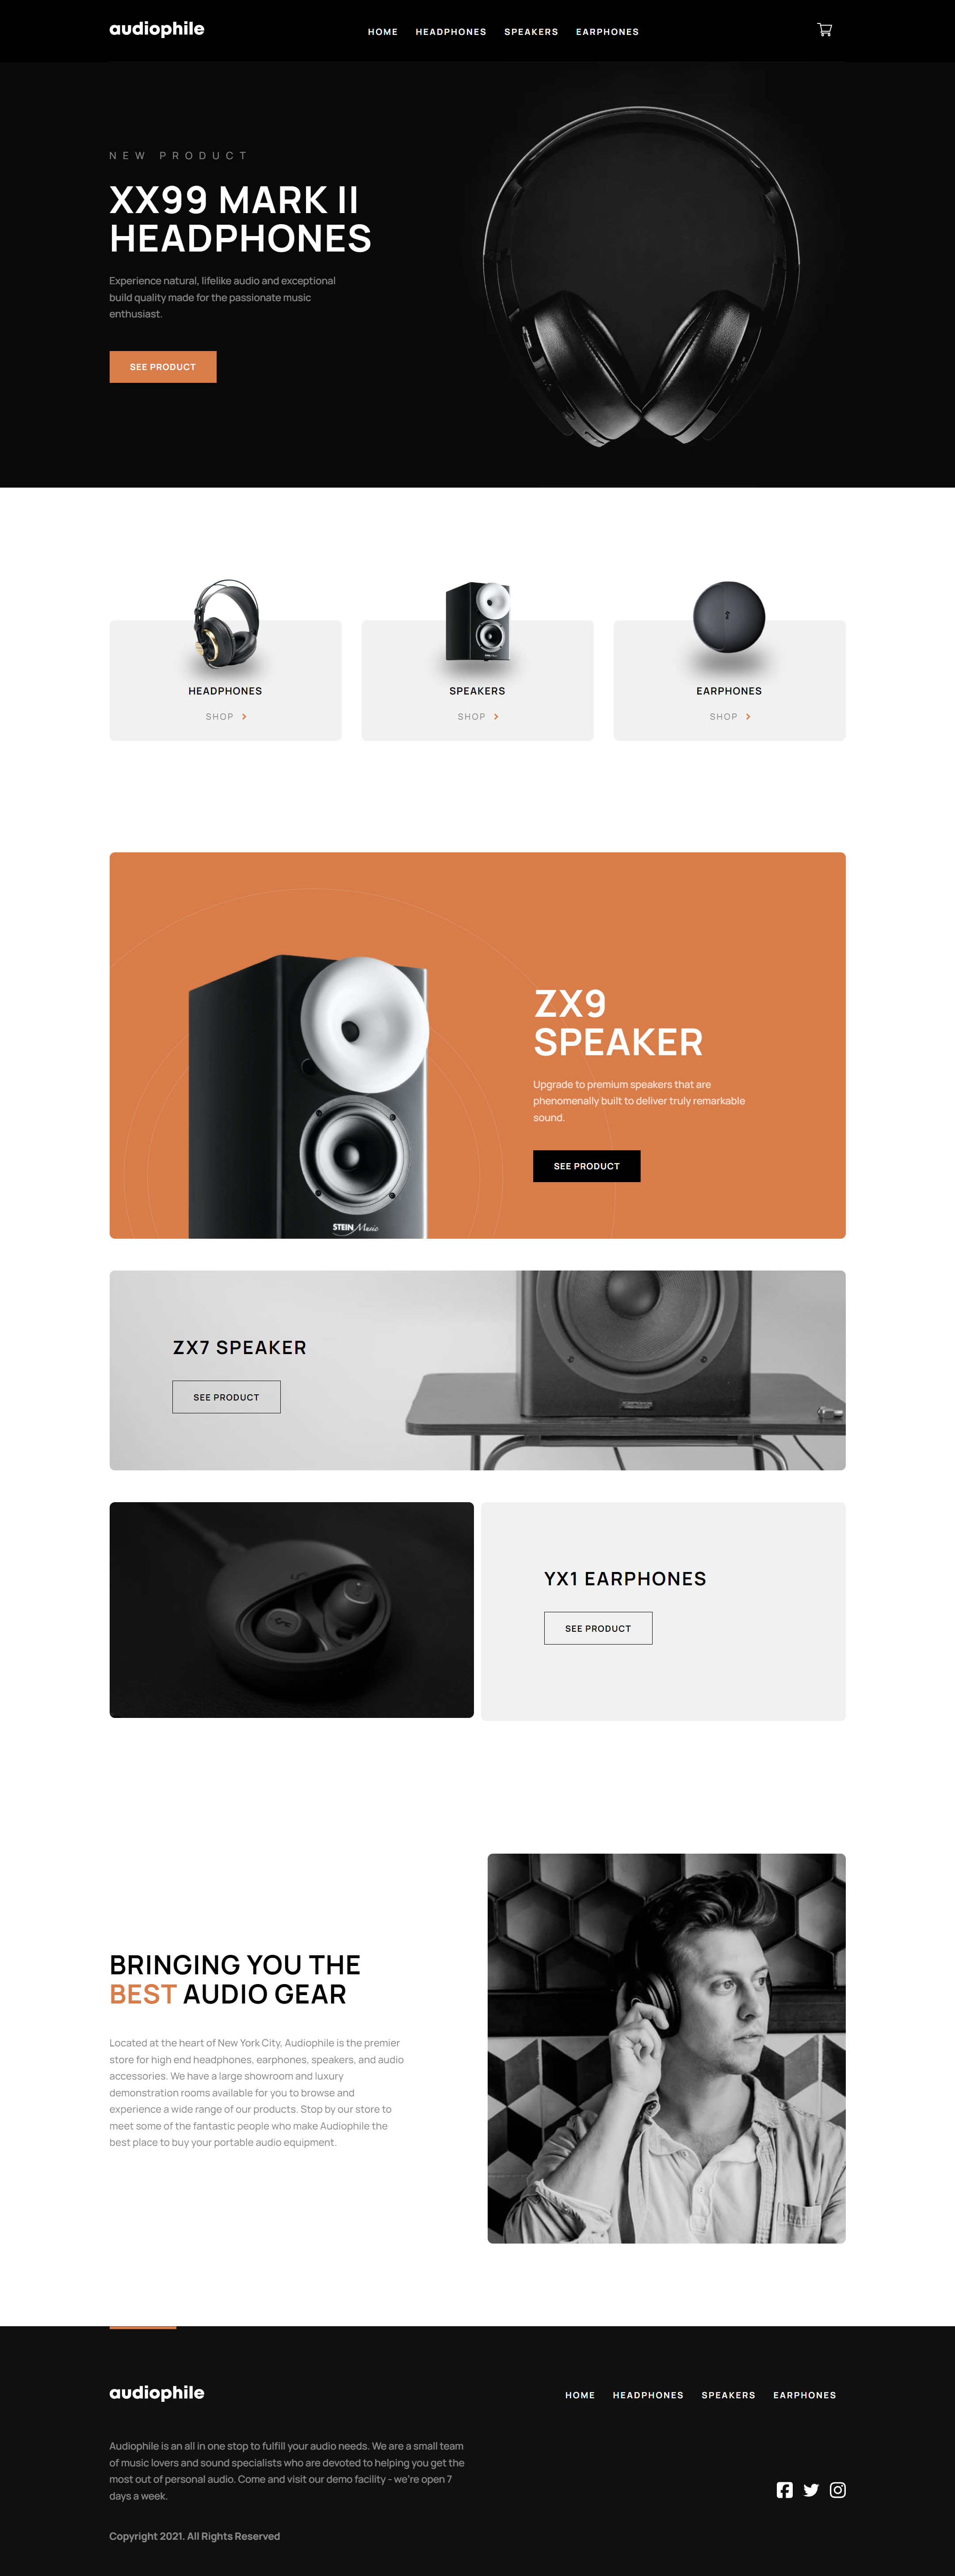 audiophile
HOME HEADPHONES SPEAKERS EARPHONES
NEW PRODUCT
XX99 MARK II
HEADPHONES
Experience natural, lifelike audio and exceptional
build quality made for the passionate music
enthusiast.
SEE PRODUCT
HEADPHONES
SHOP
SPEAKERS
SHOP
EARPHONES
SHOP
ZX9
SPEAKER
Upgrade to premium speakers that are
phenomenally built to deliver truly remarkable
sound.
SEE PRODUCT
STEIN Music
ZX7 SPEAKER
SEE PRODUCT
YX1 EARPHONES
SEE PRODUCT
BRINGING YOU THE
BEST AUDIO GEAR
Located at the heart of New York City, Audiophile is the premier
store for high end headphones, earphones, speakers, and audio
accessories. We have a large showroom and luxury
demonstration rooms available for you to browse and
experience a wide range of our products. Stop by our store to
meet some of the fantastic people who make Audiophile the
best place to buy your portable audio equipment.
audiophile
HOME HEADPHONES SPEAKERS EARPHONES
Audiophile is an all in one stop to fulfill your audio needs. We are a small team
of music lovers and sound specialists who are devoted to helping you get the
most out of personal audio. Come and visit our demo facility - we're open 7
days a week.
Copyright 2021. All Rights Reserved